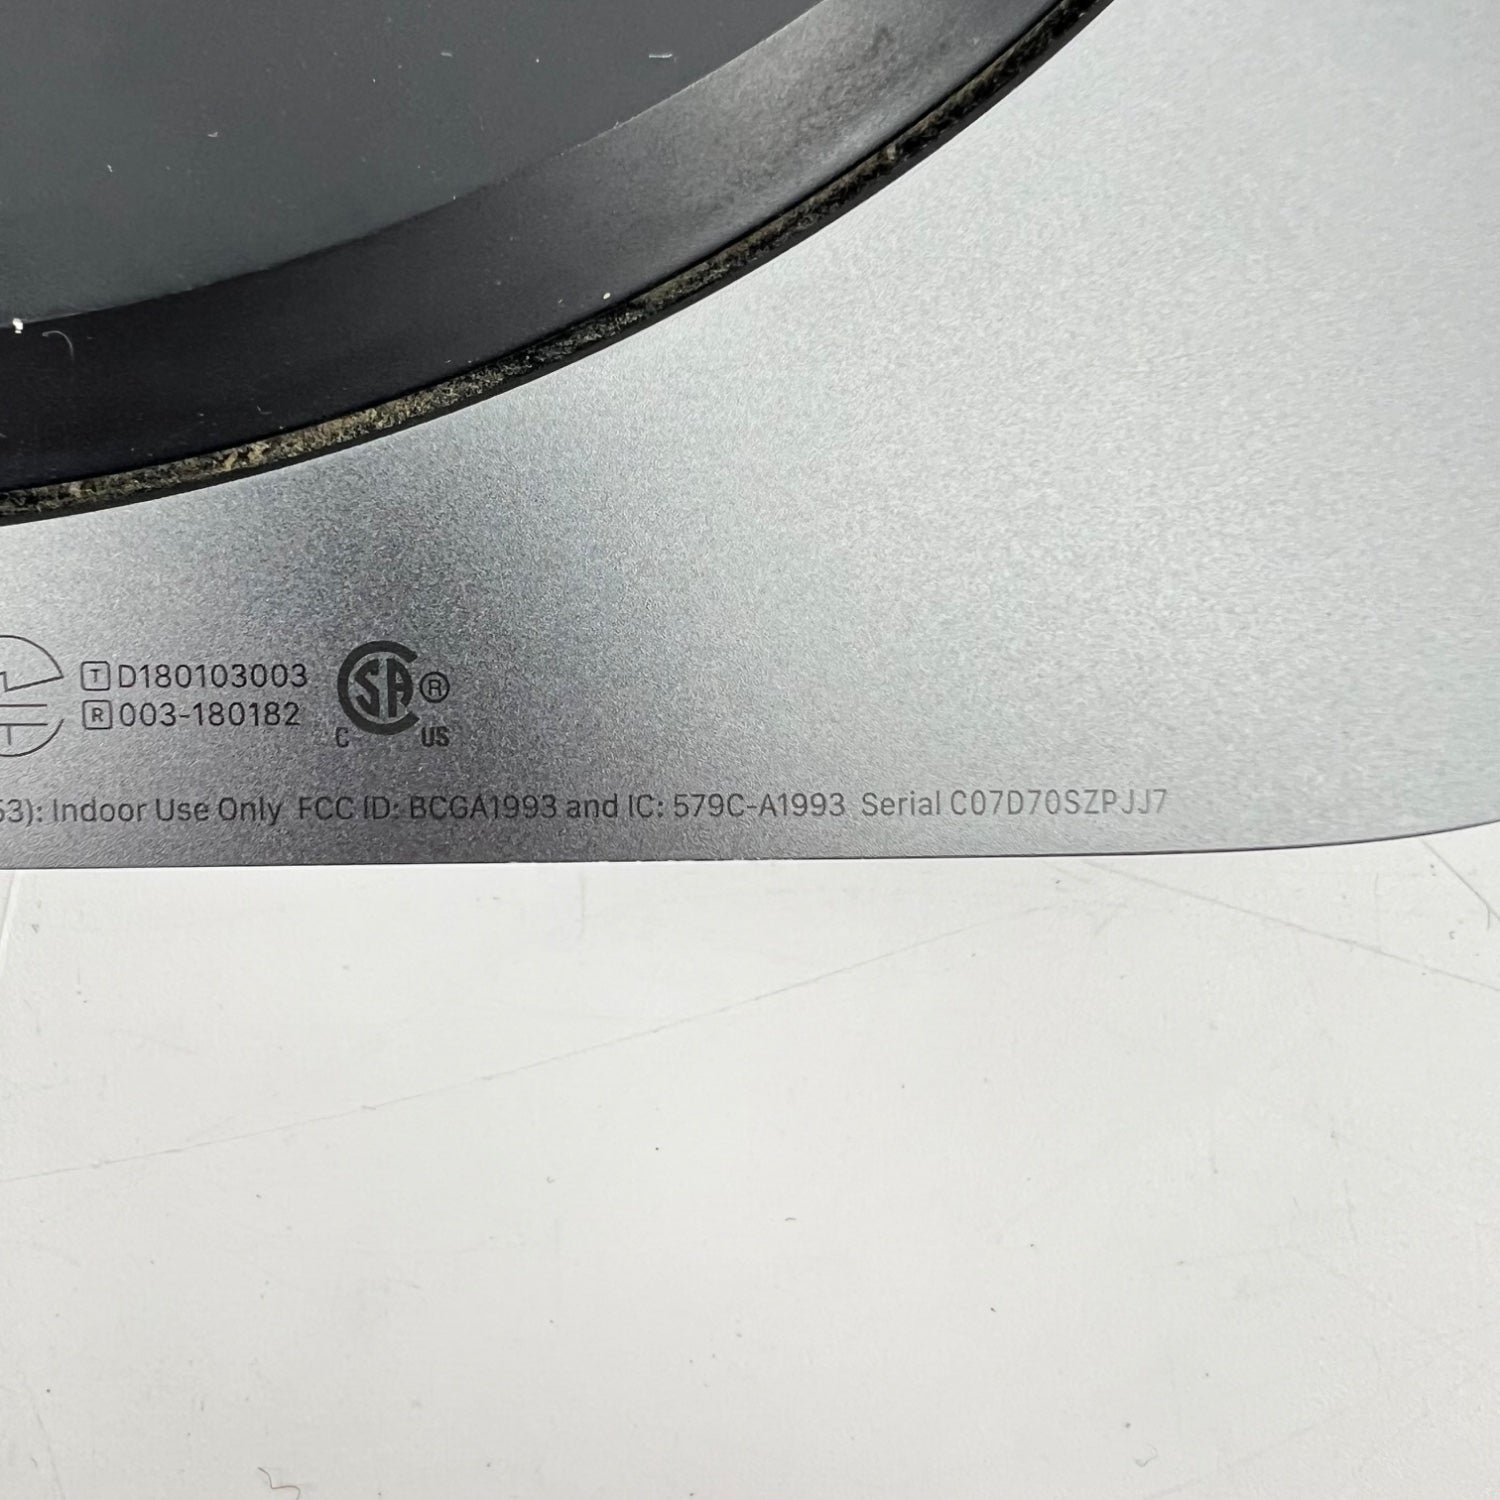 T D180103003
R 003-180182
SA ®
C US
53): Indoor Use Only FCC ID: BCGA1993 and IC: 579C-A1993 Serial C07D70SZPJJ7